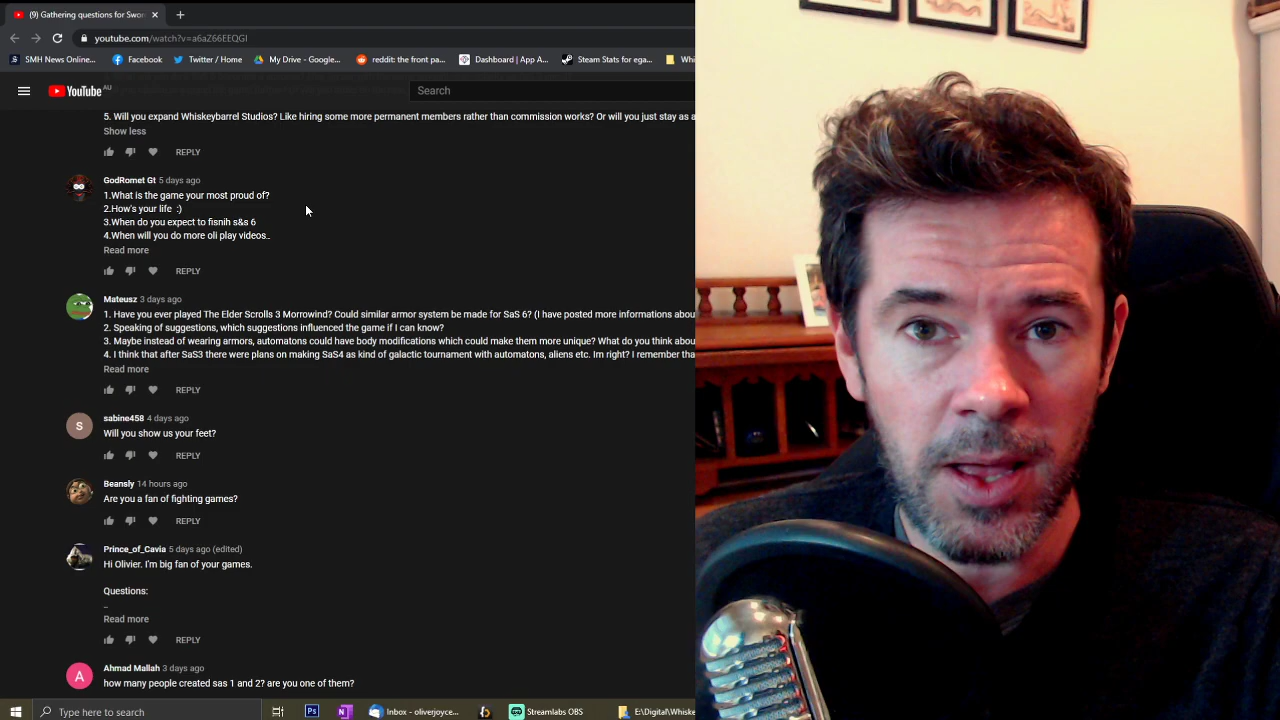 (9) Gathering questions for Swor
youtube.com/watch?v=a6aZ66EEQGI
SMH News Online...
Facebook
Twitter / Home
My Drive - Google...
reddit: the front pa...
Dashboard | App A...
Steam Stats for ega...
Whi
YouTube AU
Search
5. Will you expand Whiskeybarrel Studios? Like hiring some more permanent members rather than commission works? Or will you just stay as a
Show less
REPLY
GodRomet Gt 5 days ago
1.What is the game your most proud of?
2.How's your life :)
3.When do you expect to fisnih s&s 6
4.When will you do more oli play videos..
Read more
REPLY
Mateusz 3 days ago
1. Have you ever played The Elder Scrolls 3 Morrowind? Could similar armor system be made for SaS 6? (I have posted more informations abou
2. Speaking of suggestions, which suggestions influenced the game if I can know?
3. Maybe instead of wearing armors, automatons could have body modifications which could make them more unique? What do you think about
4. I think that after SaS3 there were plans on making SaS4 as kind of galactic tournament with automatons, aliens etc. Im right? I remember tha
Read more
REPLY
S
sabine458 4 days ago
Will you show us your feet?
REPLY
Beansly 14 hours ago
Are you a fan of fighting games?
REPLY
Prince_of_Cavia 5 days ago (edited)
Hi Olivier. I'm big fan of your games.
Questions:
_
Read more
REPLY
A
Ahmad Mallah 3 days ago
how many people created sas 1 and 2? are you one of them?
Type here to search
Ps
N
Inbox - oliverjoyce...
Streamlabs OBS
E:\Digital\Whiske